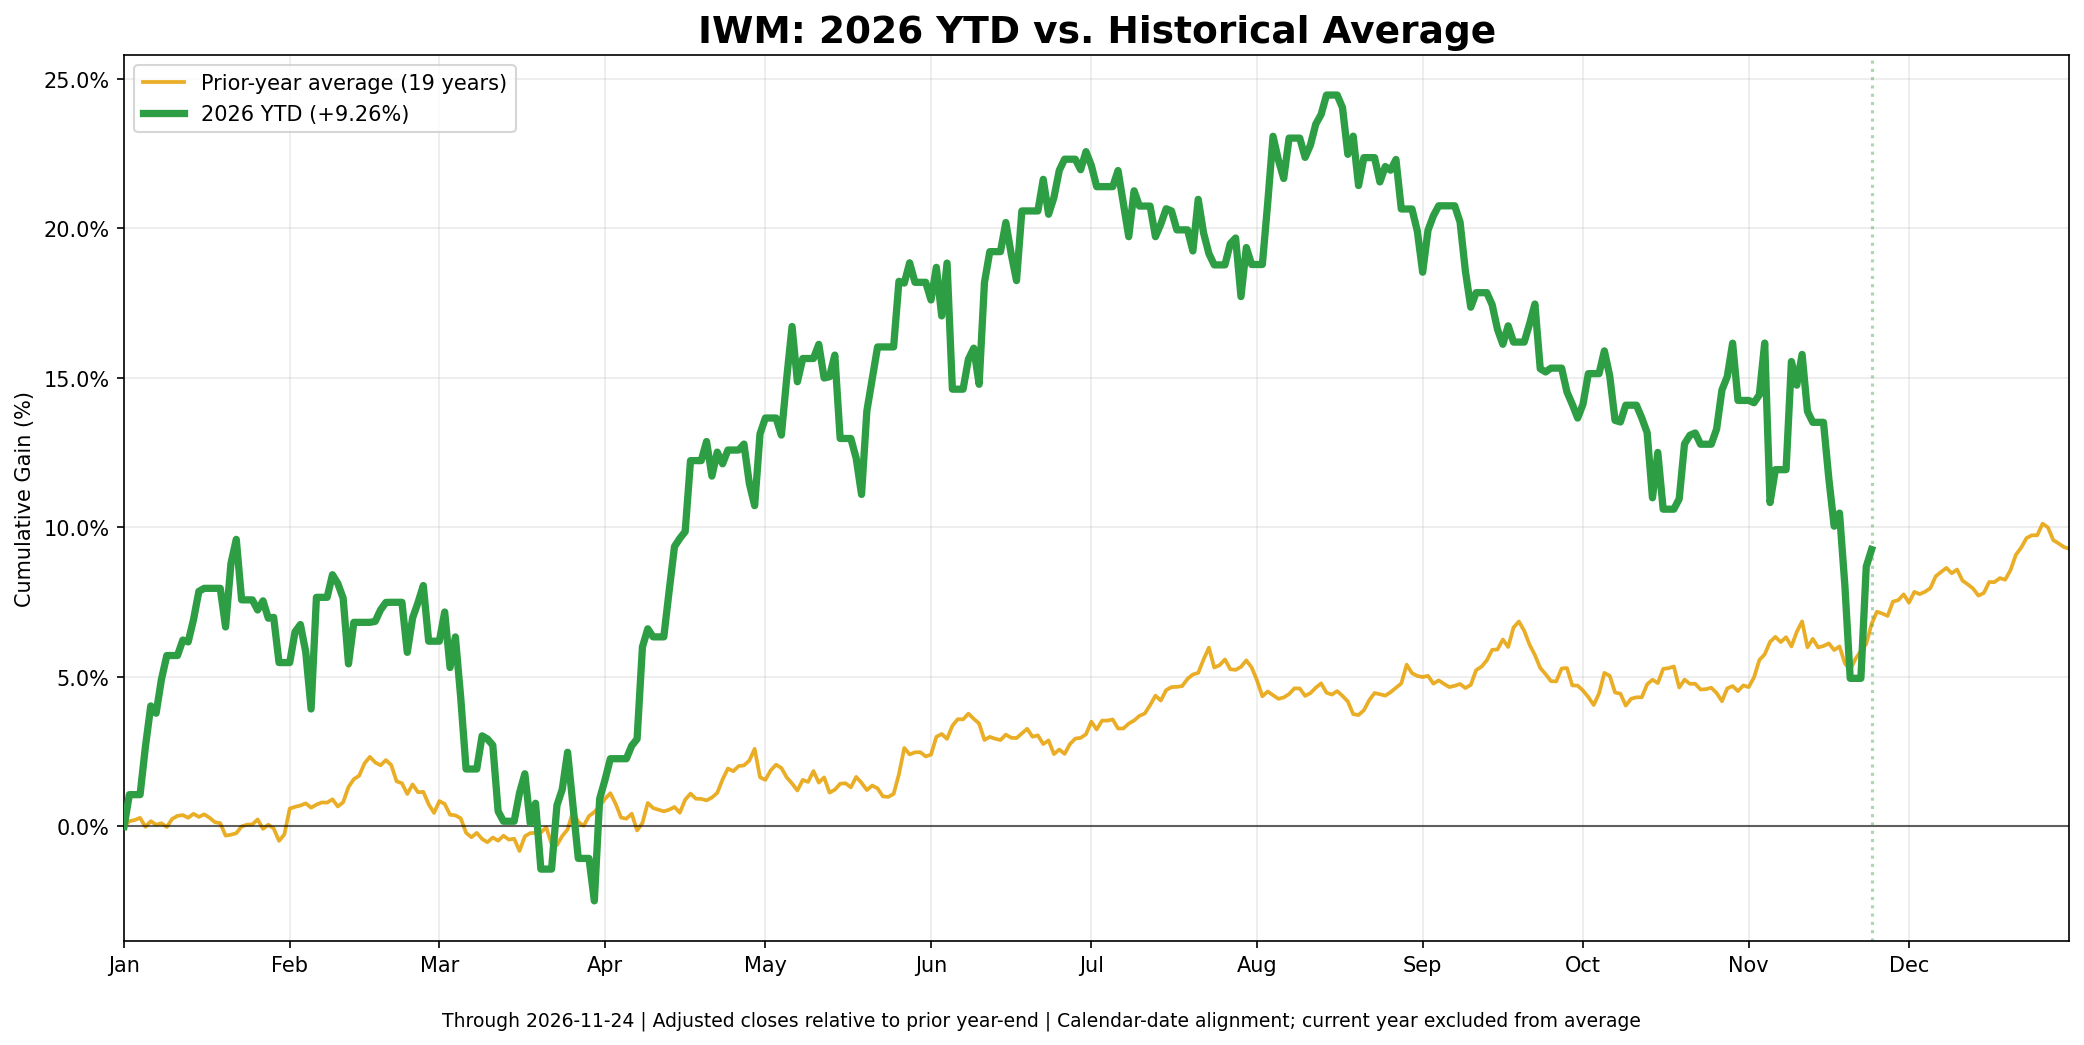 IWM: 2026 YTD vs. Historical Average
Prior-year average (19 years)
2026 YTD (+9.26%)
Cumulative Gain (%)
25.0%
20.0%
15.0%
10.0%
5.0%
0.0%
Jan Feb Mar Apr May Jun Jul Aug Sep Oct Nov Dec
Through 2026-11-24 | Adjusted closes relative to prior year-end | Calendar-date alignment; current year excluded from average